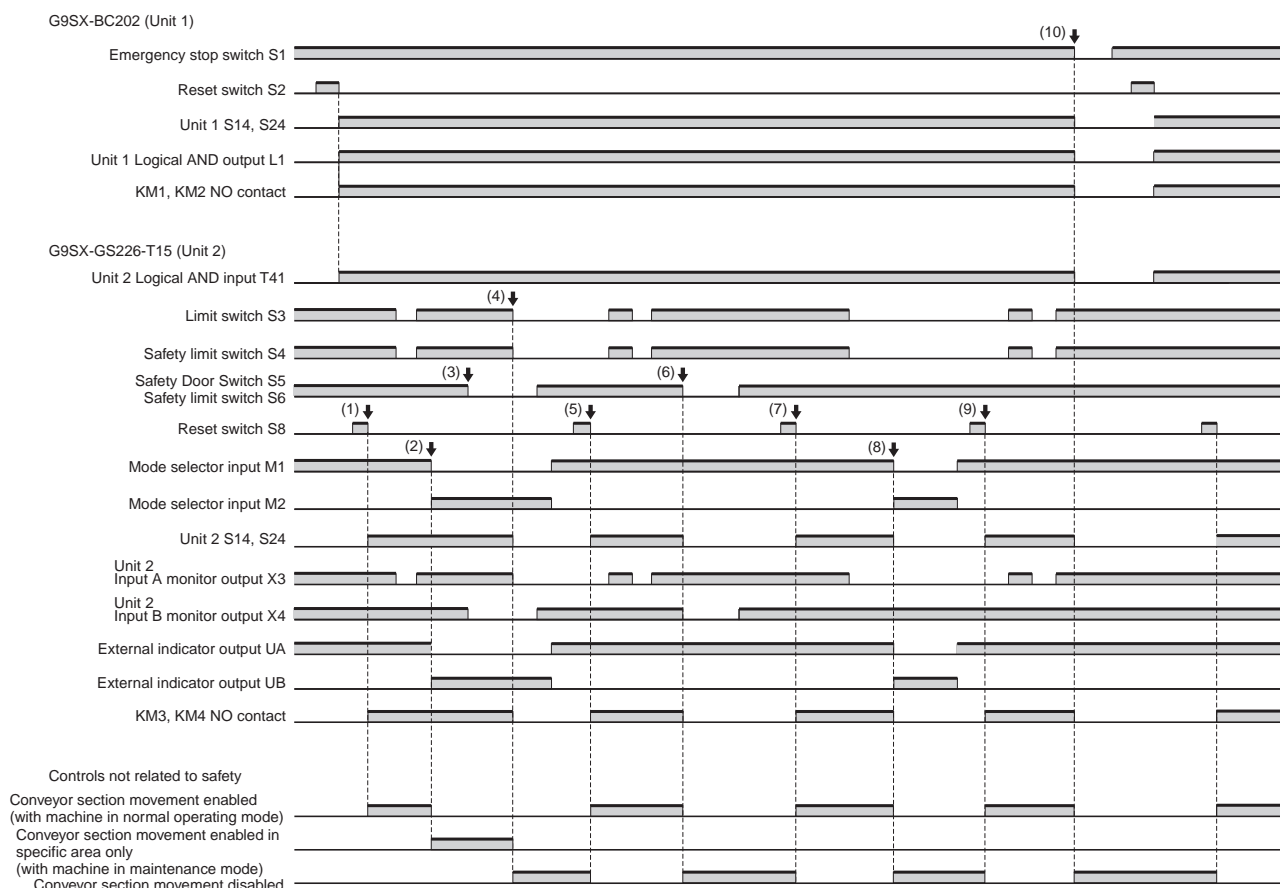 G9SX-BC202 (Unit 1)
(10)
Emergency stop switch S1
Reset switch S2
Unit 1 S14, S24
Unit 1 Logical AND output L1
KM1, KM2 NO contact
G9SX-GS226-T15 (Unit 2)
Unit 2 Logical AND input T41
(4)
Limit switch S3
Safety limit switch S4
(3)
(6)
Safety Door Switch S5
Safety limit switch S6
(1)
(5)
(7)
(9)
Reset switch S8
(2)
(8)
Mode selector input M1
Mode selector input M2
Unit 2 S14, S24
Unit 2
Input A monitor output X3
Unit 2
Input B monitor output X4
External indicator output UA
External indicator output UB
KM3, KM4 NO contact
Controls not related to safety
Conveyor section movement enabled
(with machine in normal operating mode)
Conveyor section movement enabled in
specific area only
(with machine in maintenance mode)
Conveyor section movement disabled